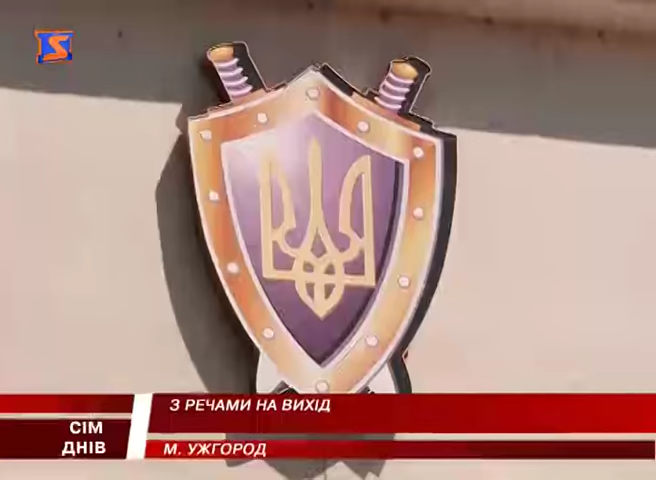 З РЕЧАМИ НА ВИХІД
СІМ
ДНІВ
М. УЖГОРОД